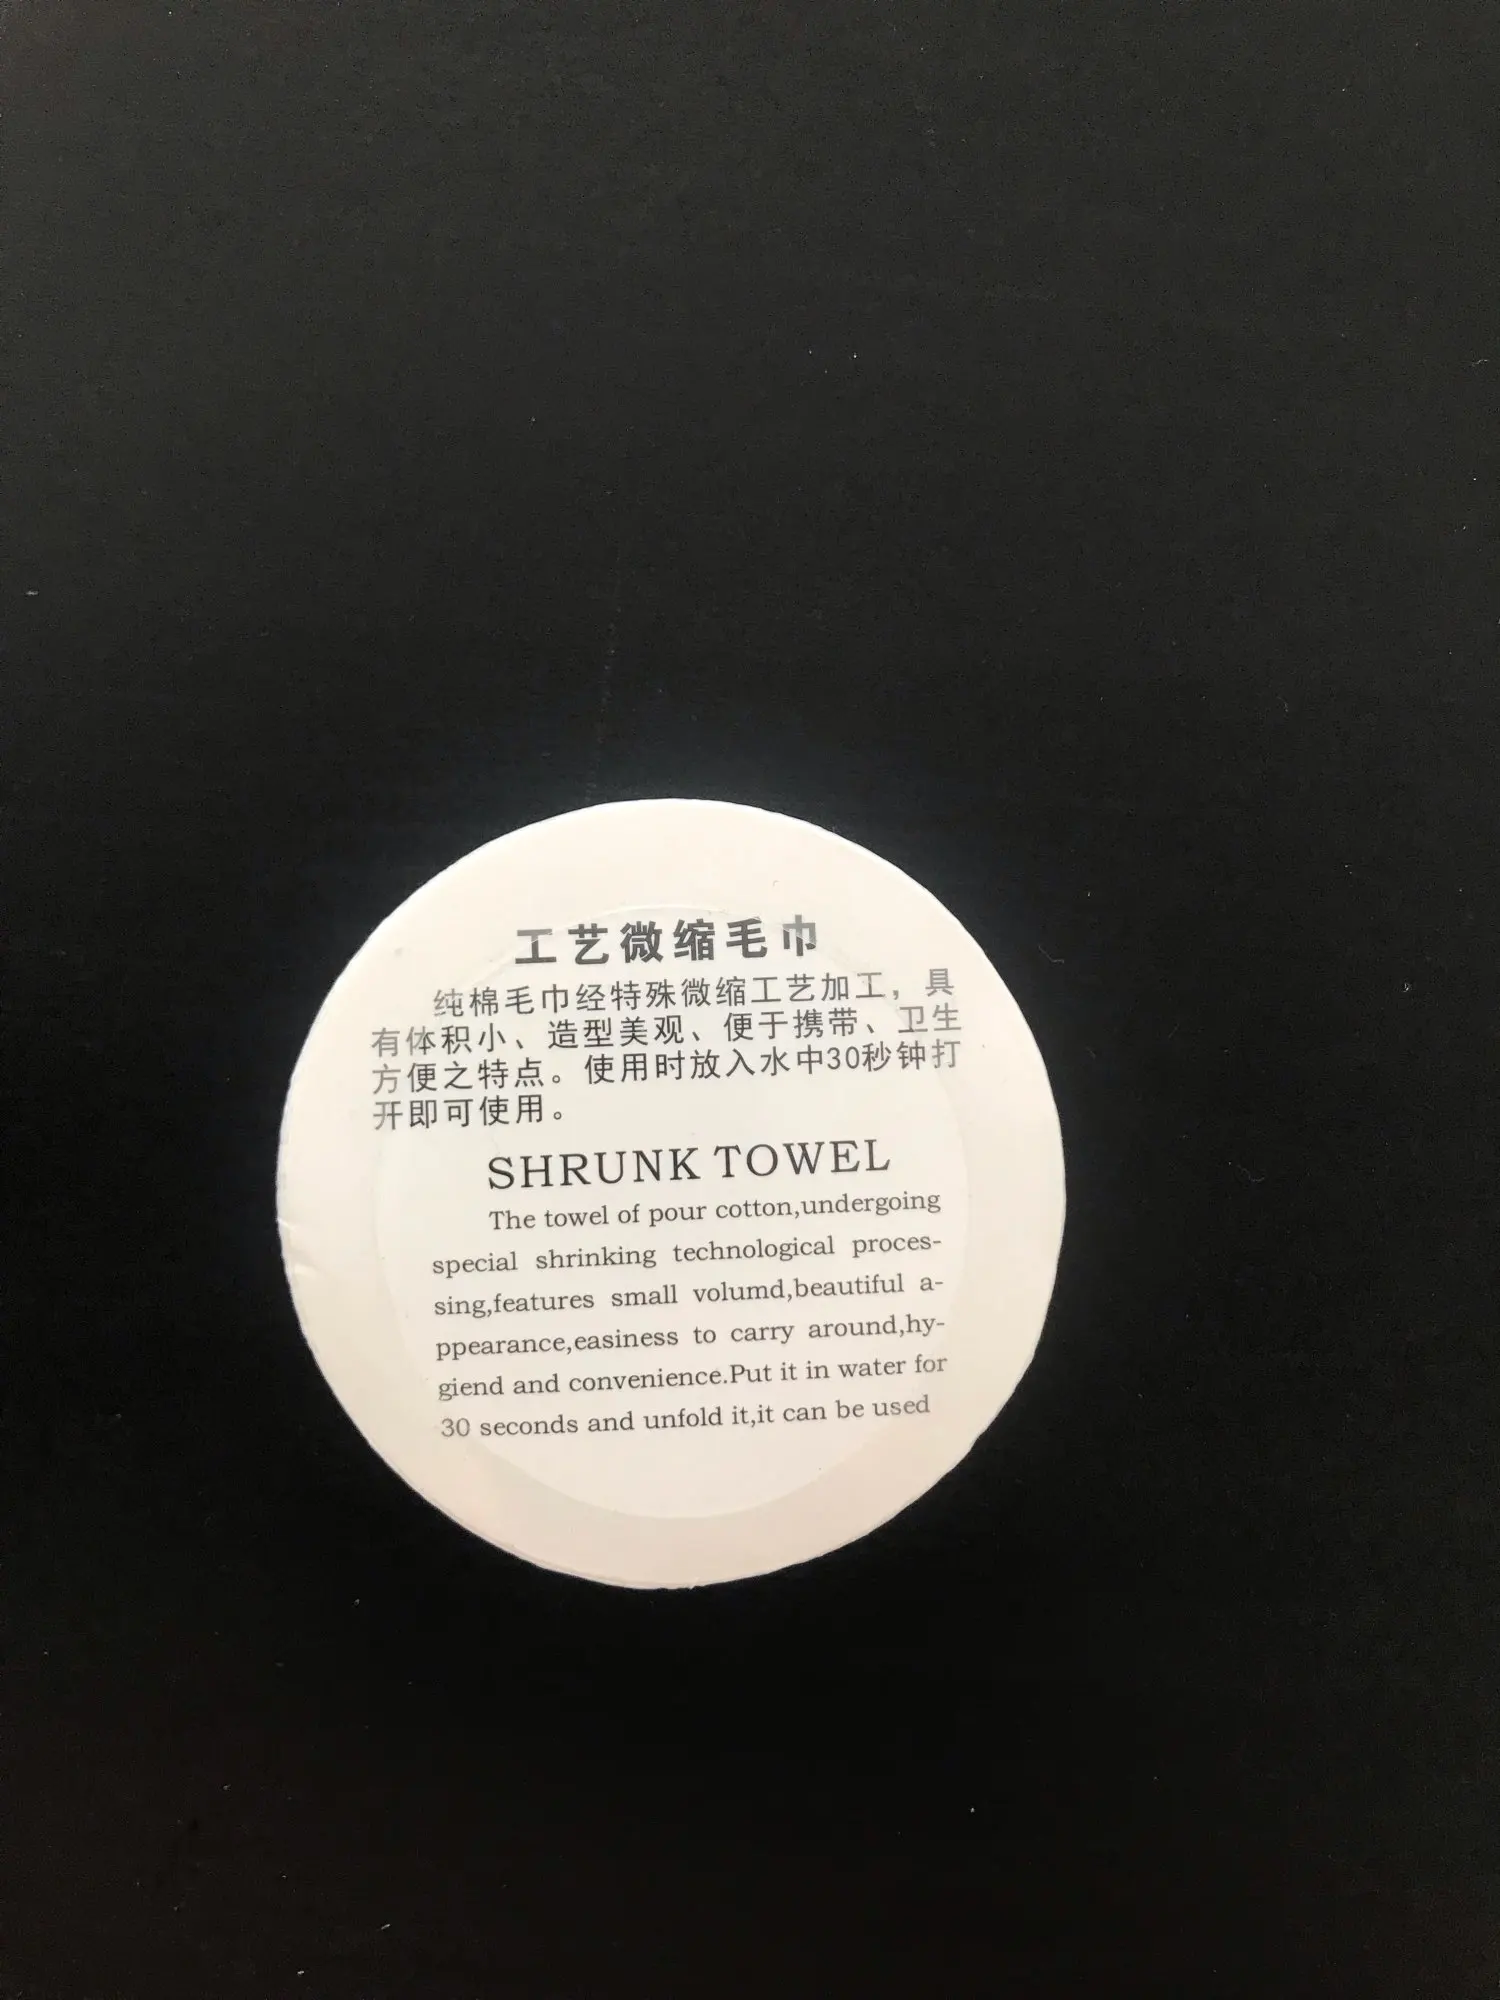 工艺微缩毛巾
纯棉毛巾经特殊微缩工艺加工，具
有体积小、造型美观、便于携带、卫生
方便之特点。使用时放入水中30秒钟打
开即可使用。
SHRUNK TOWEL
The towel of pour cotton,undergoing
special shrinking technological proces-
sing,features small volumd,beautiful a-
ppearance,easiness to carry around,hy-
giend and convenience.Put it in water for
30 seconds and unfold it,it can be used